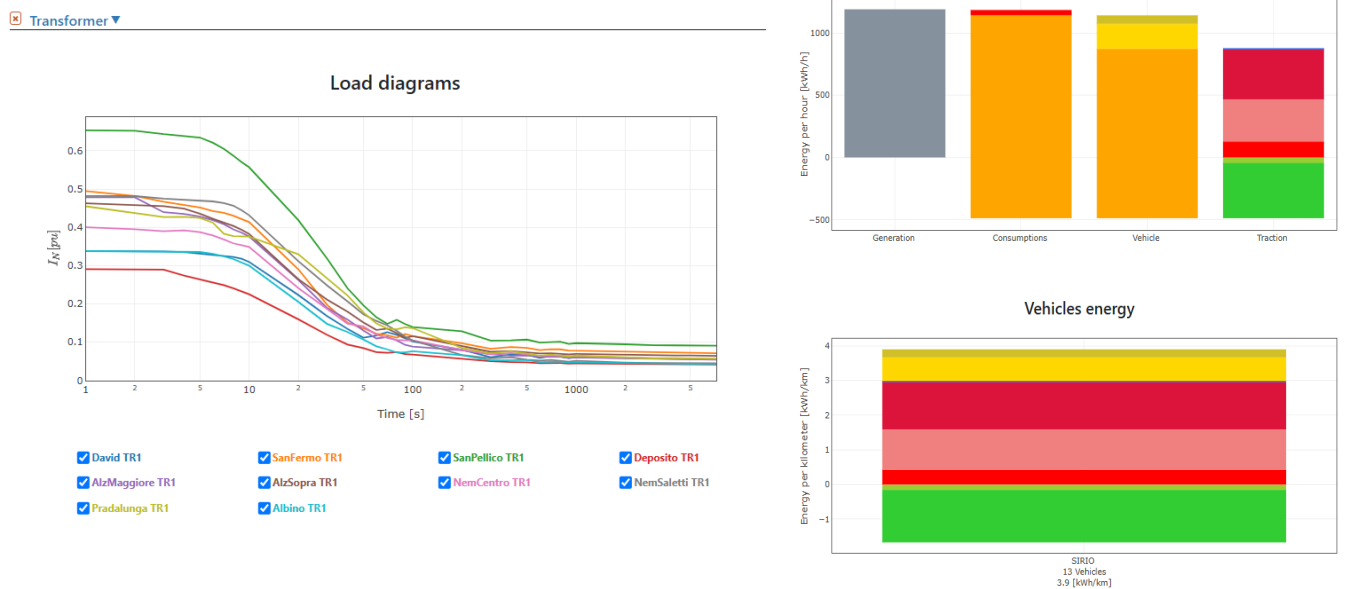 Transformer▼
Load diagrams
0.6
0.5
0.4
0.3
0.2
0.1
0
I_N [pu]
1 2 5 10 2 5 100 2 5 1000 2 5
Time [s]
David TR1 SanFermo TR1 SanPellico TR1 Deposito TR1
AlzMaggiore TR1 AlzSopra TR1 NemCentro TR1 NemSaletti TR1
Pradalunga TR1 Albino TR1
Energy per hour [kWh/h]
1000
500
0
−500
Generation Consumptions Vehicle Traction
Vehicles energy
Energy per kilometer [kWh/km]
4
3
2
1
0
−1
SIRIO
13 Vehicles
3.9 [kWh/km]